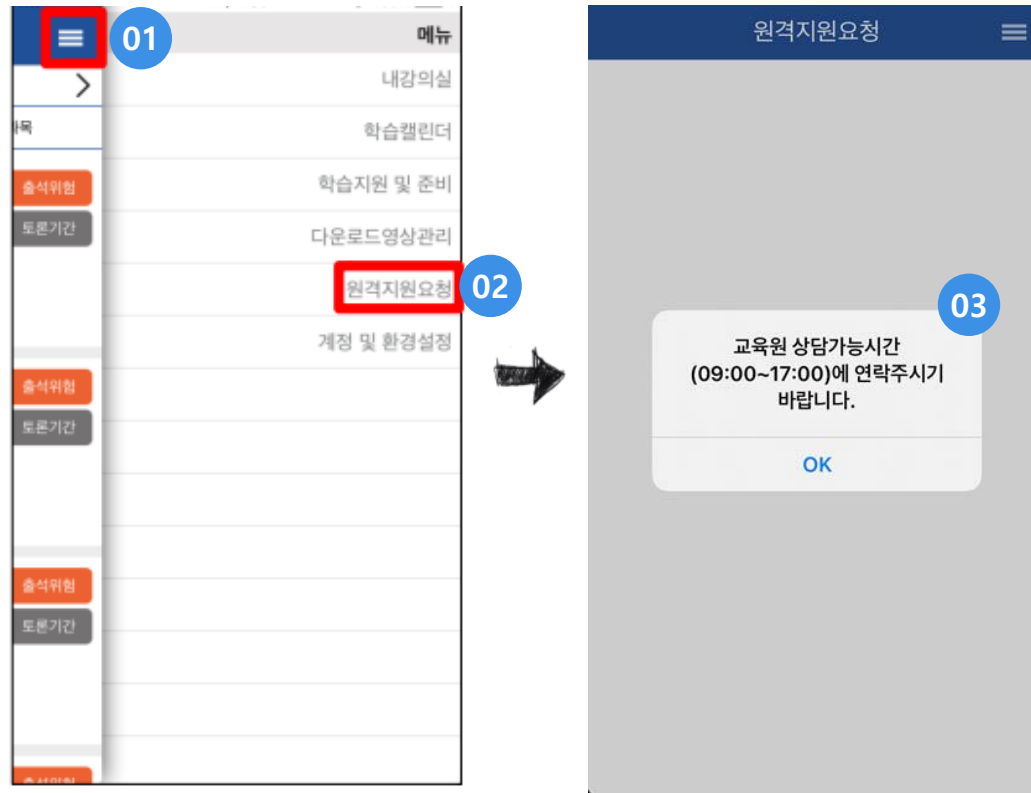 01
메뉴
내강의실
학습캘린더
학습지원 및 준비
다운로드영상관리
원격지원요청
02
계정 및 환경설정
출석위험
토론기간
출석위험
토론기간
출석위험
토론기간
원격지원요청
03
교육원 상담가능시간
(09:00~17:00)에 연락주시기
바랍니다.
OK